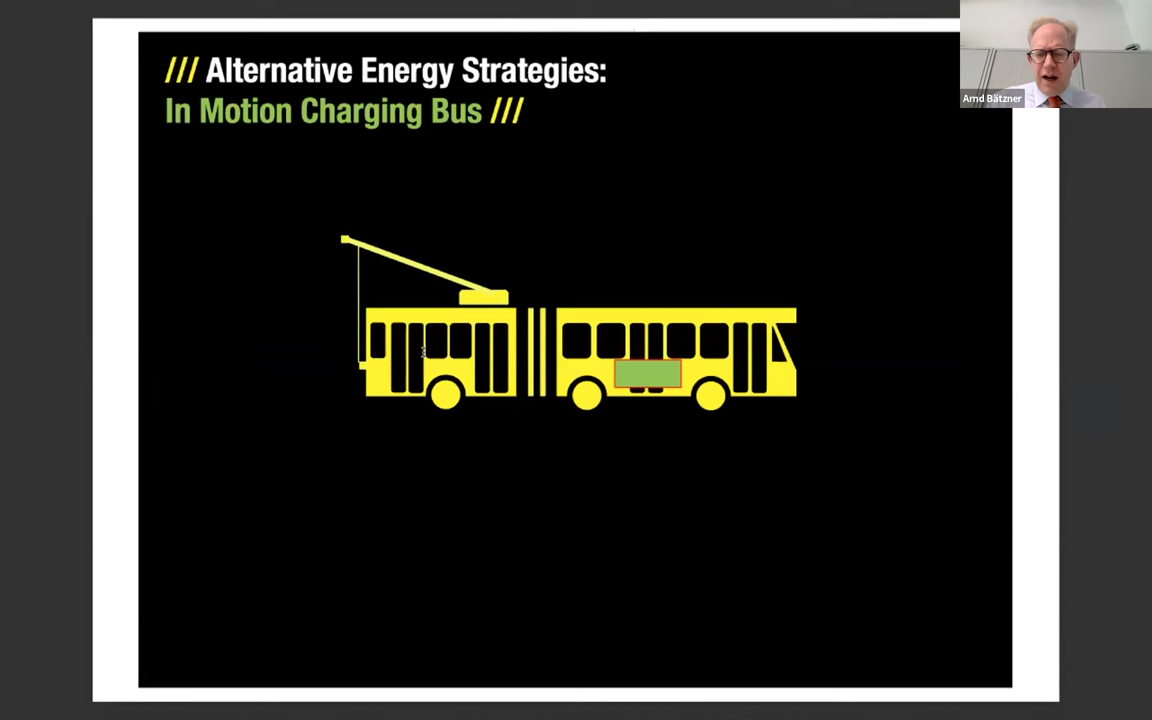 /// Alternative Energy Strategies:
In Motion Charging Bus ///
Arnd Bätzner